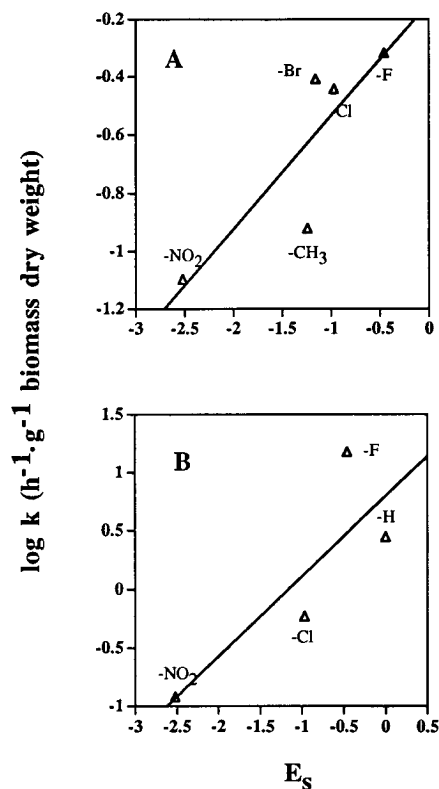 log k (h-1.g-1 biomass dry weight)
A
-0.2
-0.4
-0.6
-0.8
-1
-1.2
-3
-2.5
-2
-1.5
-1
-0.5
0
-Br
-F
Cl
-NO2
-CH3
B
1.5
1
0.5
0
-0.5
-1
-3
-2.5
-2
-1.5
-1
-0.5
0
0.5
-F
-H
-Cl
-NO2
Es